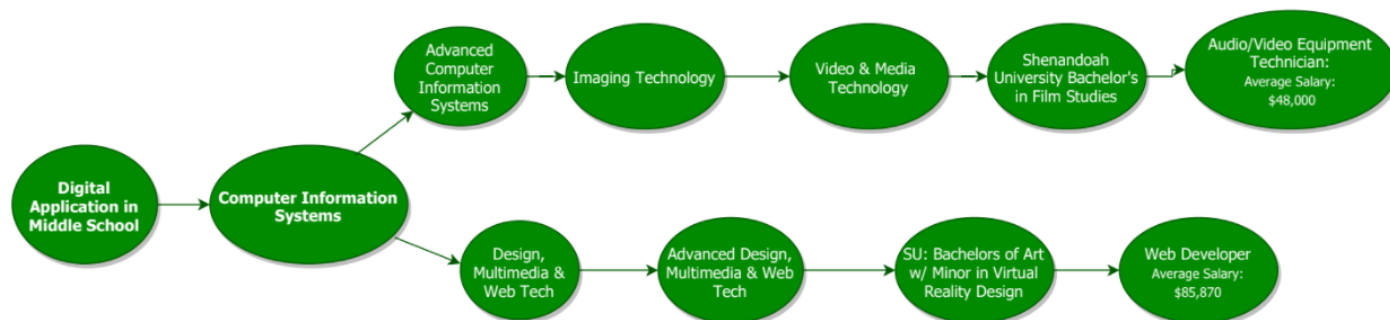 Digital
Application in
Middle School
Computer Information
Systems
Advanced
Computer
Information
Systems
Imaging Technology
Video & Media
Technology
Shenandoah
University Bachelor's
in Film Studies
Audio/Video Equipment
Technician:
Average Salary:
$48,000
Design,
Multimedia &
Web Tech
Advanced Design,
Multimedia & Web
Tech
SU: Bachelors of Art
w/ Minor in Virtual
Reality Design
Web Developer
Average Salary:
$85,870